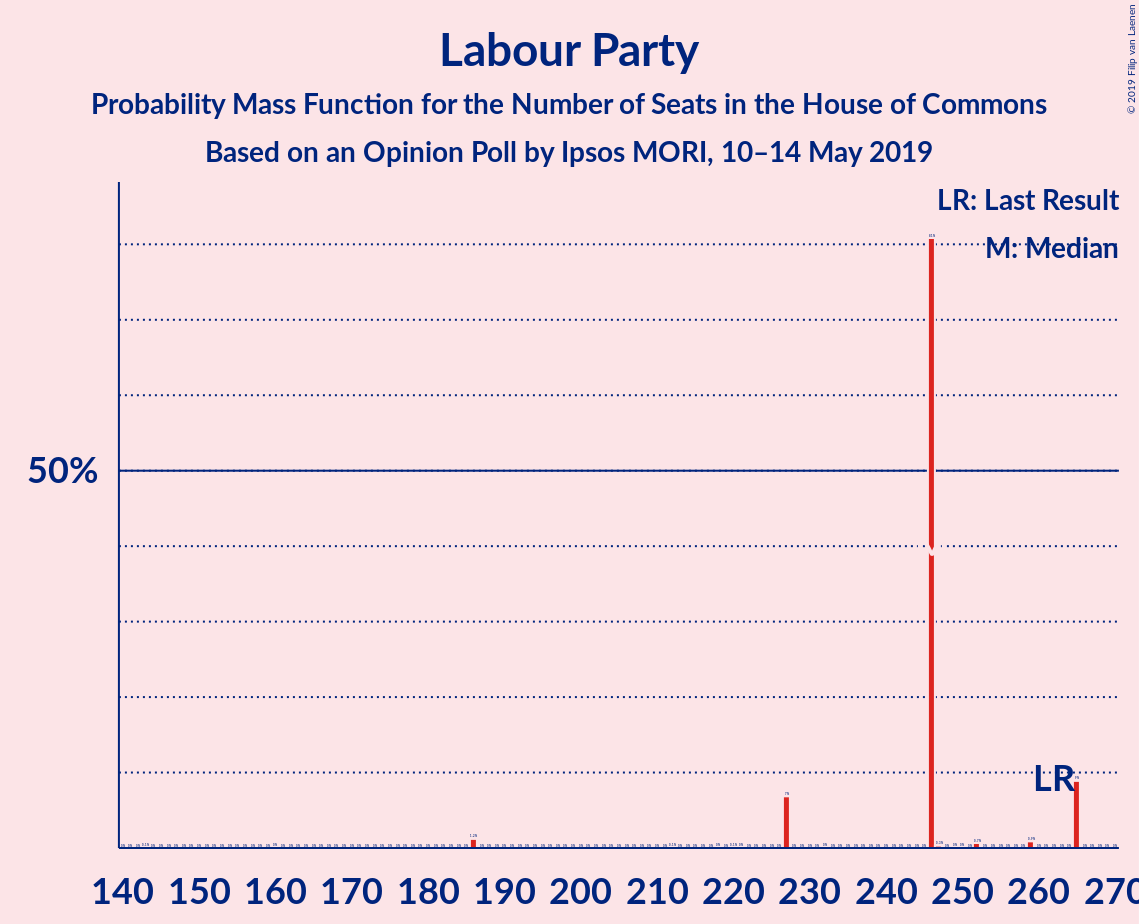 Labour Party
Probability Mass Function for the Number of Seats in the House of Commons
Based on an Opinion Poll by Ipsos MORI, 10–14 May 2019
© 2019 Filip van Laenen
LR: Last Result
M: Median
50%
LR
140 150 160 170 180 190 200 210 220 230 240 250 260 270